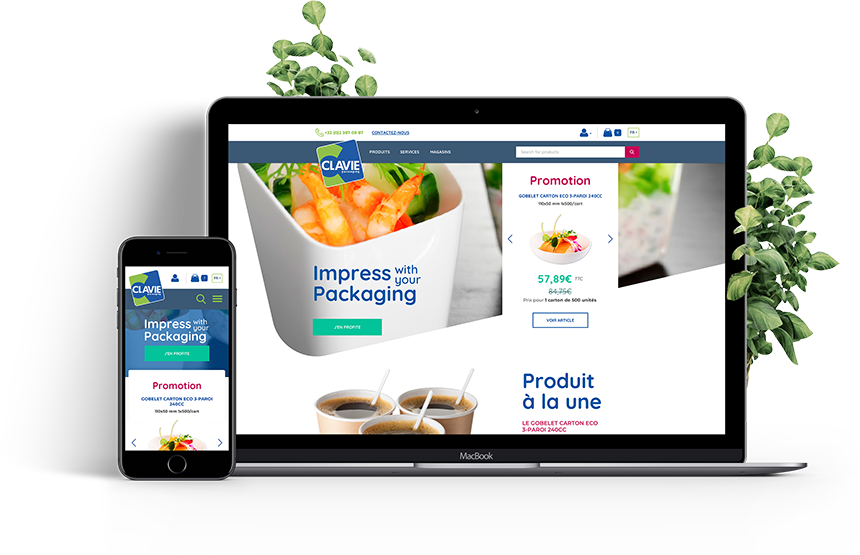 +33 (0)2 397 09 97 CONTACTEZ-NOUS
FR
CLAVIE
packaging
PRODUITS SERVICES MAGASINS
Search for products
Impress with
your
Packaging
J'EN PROFITE
Promotion
GOBELET CARTON ECO 3-PAROI 240CC
110x50 mm 1x500/cart
57,89€ TTC
84,75€
Prix pour 1 carton de 500 unités
VOIR ARTICLE
Produit
à la une
LE GOBELET CARTON ECO
3-PAROI 240CC
MacBook
CLAVIE
packaging
FR
Impress with
your
Packaging
J'EN PROFITE
Promotion
GOBELET CARTON ECO 3-PAROI
240CC
110x50 mm 1x500/cart